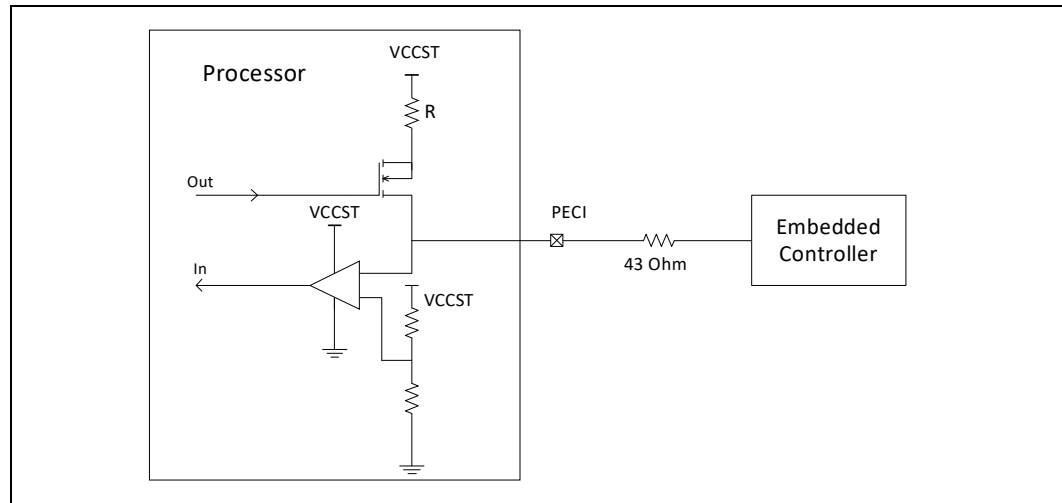 VCCST
Processor
R
Out
VCCST
PECI
Embedded
Controller
In
43 Ohm
VCCST